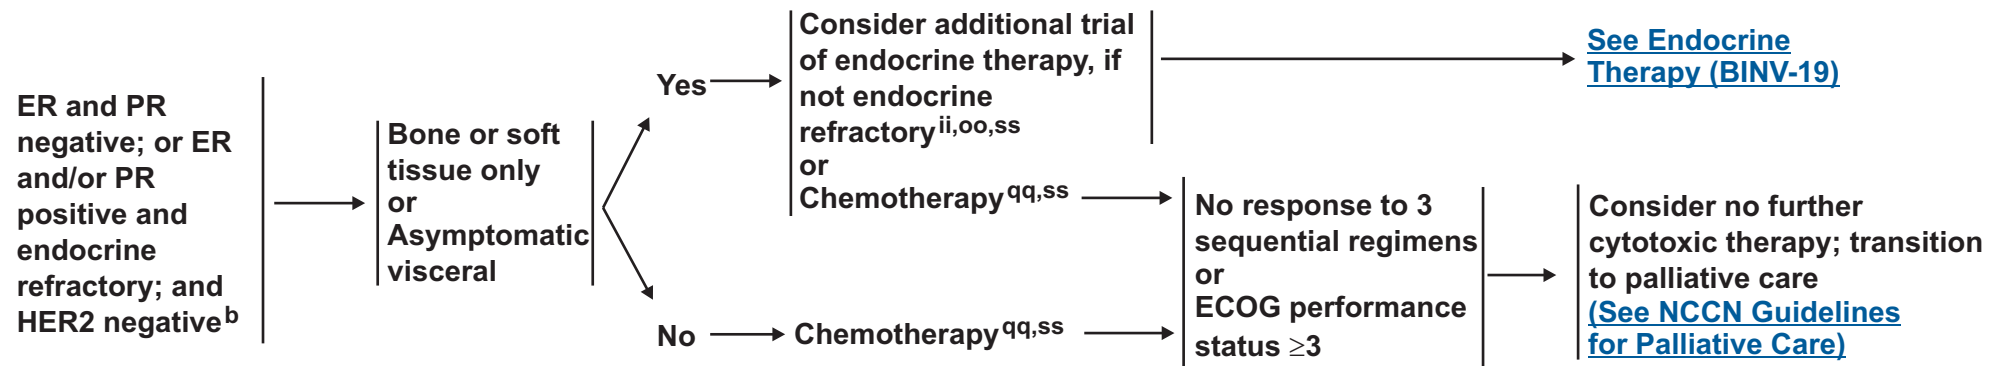 ER and PR
negative; or ER
and/or PR
positive and
endocrine
refractory; and
HER2 negative b
Bone or soft
tissue only
or
Asymptomatic
visceral
Yes
Consider additional trial
of endocrine therapy, if
not endocrine
refractory ii,oo,ss
or
Chemotherapy qq,ss
See Endocrine
Therapy (BINV-19)
No
Chemotherapy qq,ss
No response to 3
sequential regimens
or
ECOG performance
status ≥3
Consider no further
cytotoxic therapy; transition
to palliative care
(See NCCN Guidelines
for Palliative Care)